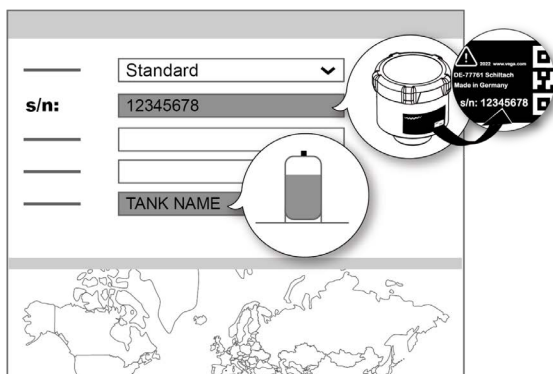 Standard
s/n:
12345678
TANK NAME
2022 www.vega.com
DE-77761 Schiltach
Made in Germany
s/n: 12345678